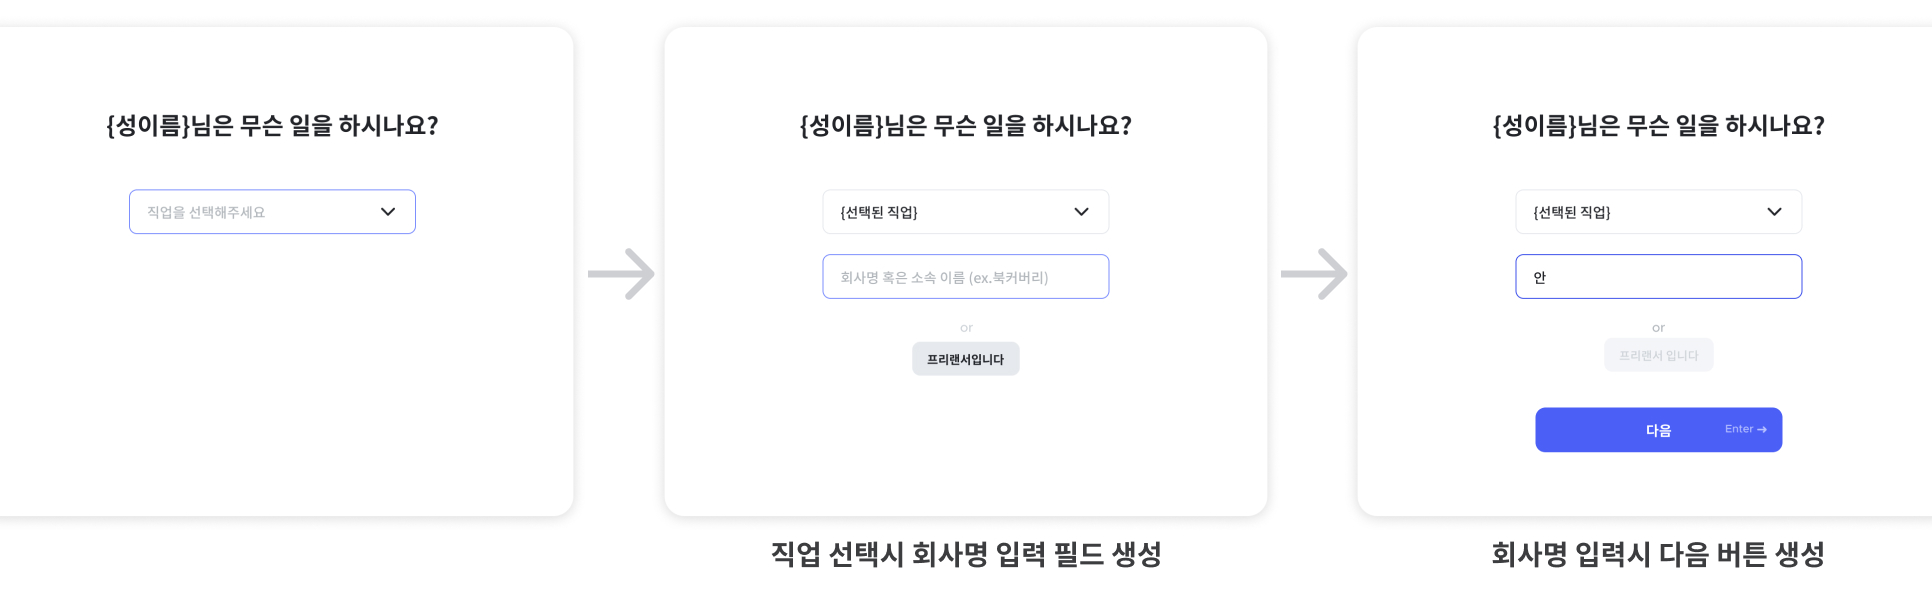 {성이름}님은 무슨 일을 하시나요?
직업을 선택해주세요
{성이름}님은 무슨 일을 하시나요?
{선택된 직업}
회사명 혹은 소속 이름 (ex.북커버리)
or
프리랜서입니다
직업 선택시 회사명 입력 필드 생성
{성이름}님은 무슨 일을 하시나요?
{선택된 직업}
안
or
프리랜서 입니다
다음 Enter →
회사명 입력시 다음 버튼 생성